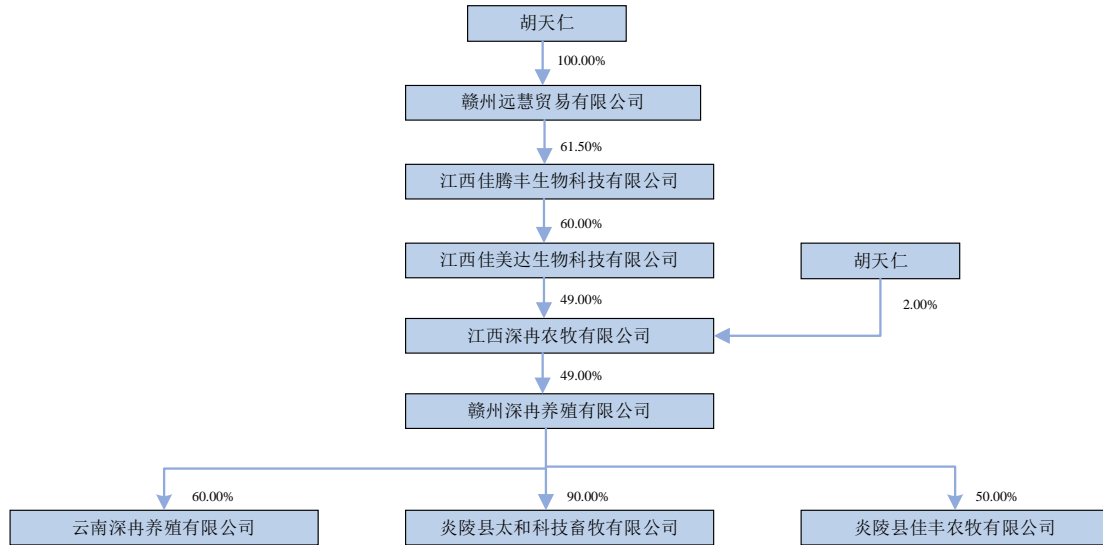 胡天仁
100.00%
赣州远慧贸易有限公司
61.50%
江西佳腾丰生物科技有限公司
60.00%
江西佳美达生物科技有限公司
胡天仁
49.00%
2.00%
江西深冉农牧有限公司
49.00%
赣州深冉养殖有限公司
60.00%
90.00%
50.00%
云南深冉养殖有限公司
炎陵县太和科技畜牧有限公司
炎陵县佳丰农牧有限公司